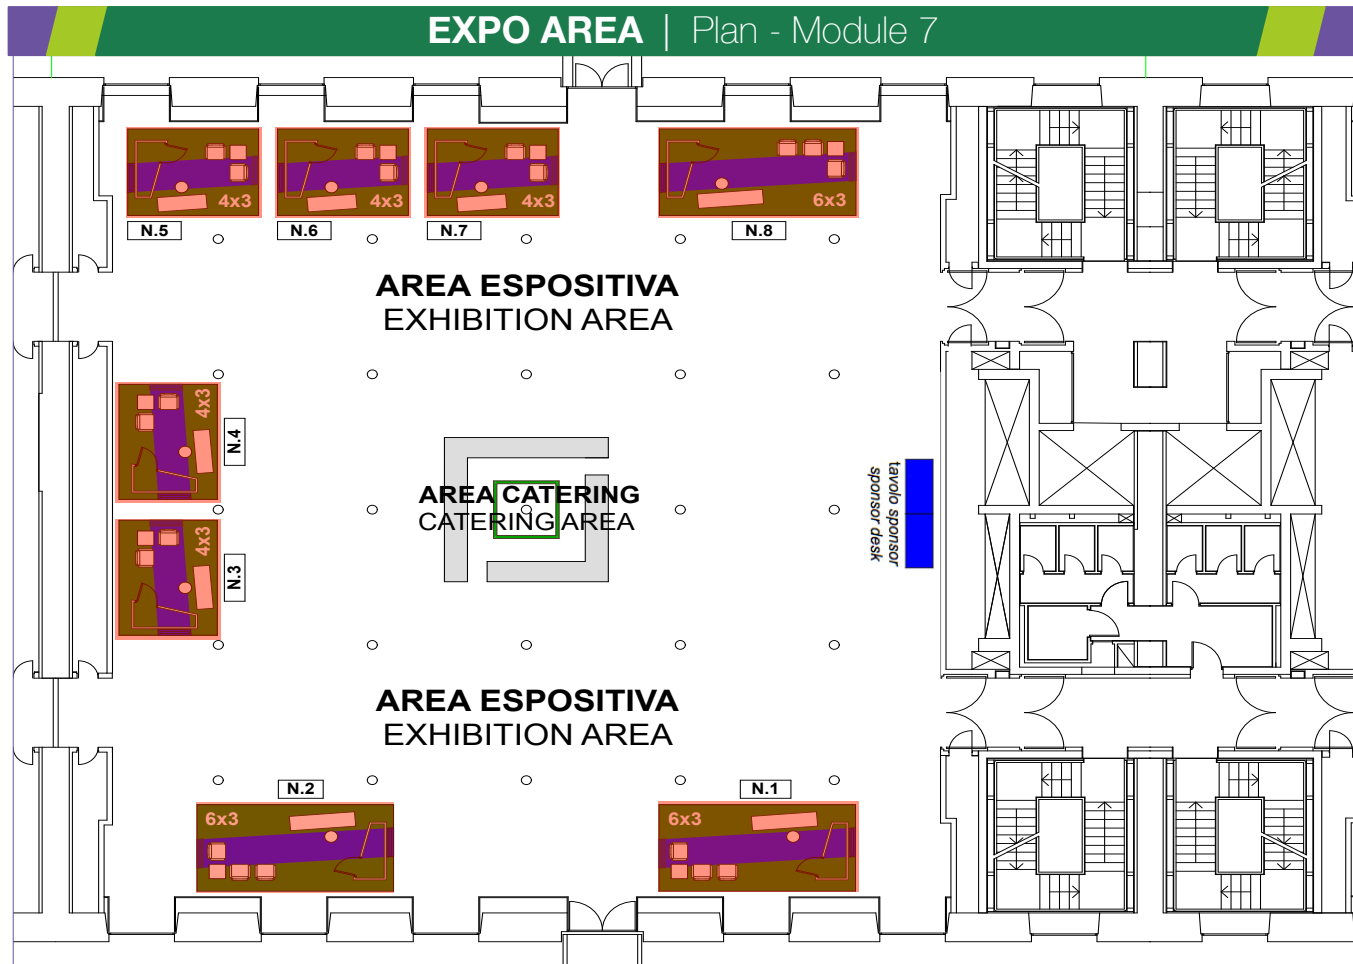 EXPO AREA | Plan - Module 7
4x3
4x3
4x3
6x3
N.5
N.6
N.7
N.8
AREA ESPOSITIVA
EXHIBITION AREA
4x3
N.4
AREA CATERING
CATERING AREA
tavolo sponsor
sponsor desk
4x3
N.3
AREA ESPOSITIVA
EXHIBITION AREA
N.2
N.1
6x3
6x3